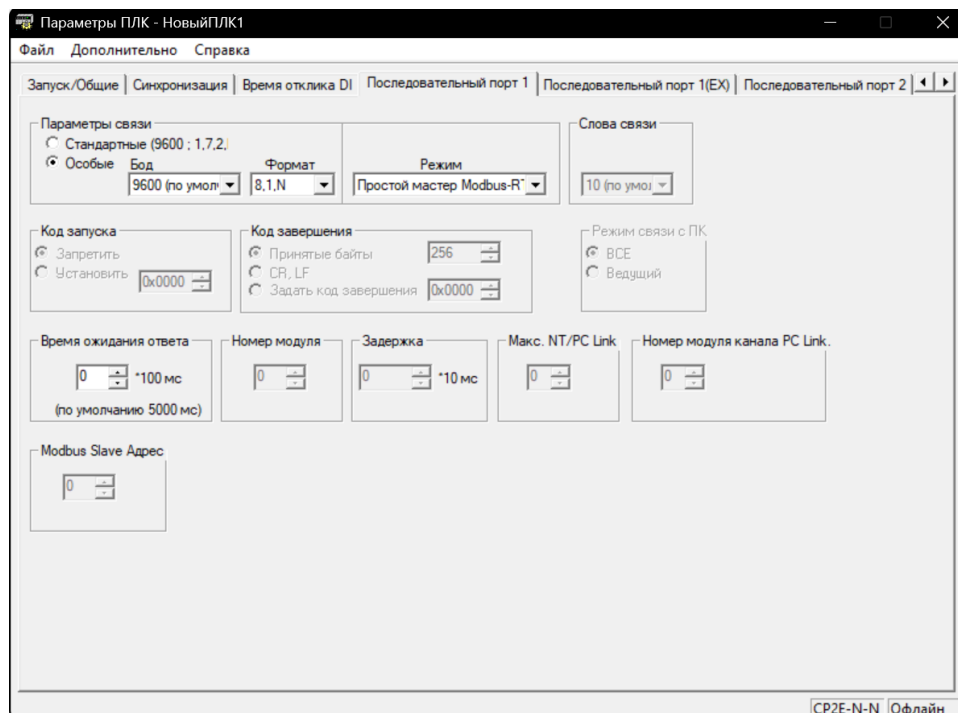 Параметры ПЛК - НовыйПЛК1
Файл Дополнительно Справка
Запуск/Общие Синхронизация Время отклика DI Последовательный порт 1 Последовательный порт 1(EX) Последовательный порт 2
Параметры связи Слова связи
Стандартные (9600 ; 1,7,2,
Особые Бод Формат Режим
9600 (по умол 8,1,N Простой мастер Modbus-RT 10 (по умол
Код запуска Код завершения Режим связи с ПК
Запретить Принятые байты 256 ВСЕ
Установить 0x0000 CR, LF Ведущий
Задать код завершения 0x0000
Время ожидания ответа Номер модуля Задержка Макс. NT/PC Link Номер модуля канала PC Link.
0 *100 мс 0 0 *10 мс 0 0
(по умолчанию 5000 мс)
Modbus Slave Адрес
0
CP2E-N-N Офлайн